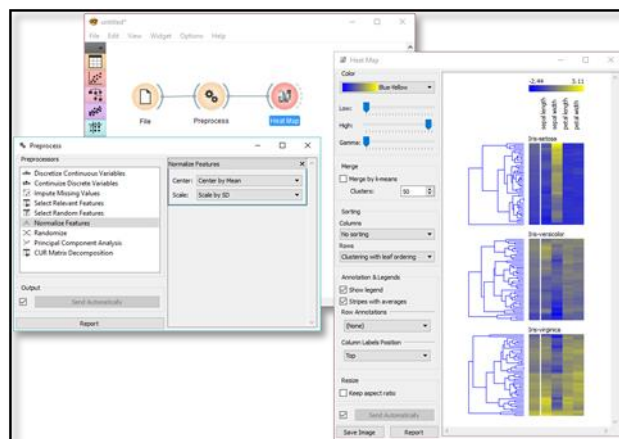 untitled*
File Edit View Widget Options Help
File
Preprocess
Heat Map
Preprocess
Preprocessors
Discretize Continuous Variables
Continuize Discrete Variables
Impute Missing Values
Select Relevant Features
Select Random Features
Normalize Features
Randomize
Principal Component Analysis
CUR Matrix Decomposition
Output
Send Automatically
Report
Normalize Features
Center: Center by Mean
Scale: Scale by SD
Heat Map
Color
Blue-Yellow
Low:
High:
Gamma:
Merge
Merge by k-means
Clusters: 50
Sorting
Columns
No sorting
Rows
Clustering with leaf ordering
Annotation & Legends
Show legend
Stripes with averages
Row Annotations
(None)
Column Labels Position
Top
Resize
Keep aspect ratio
Send Automatically
Save Image Report
-2.44 3.11
sepal length
sepal width
petal length
petal width
Iris-setosa
Iris-versicolor
Iris-virginica